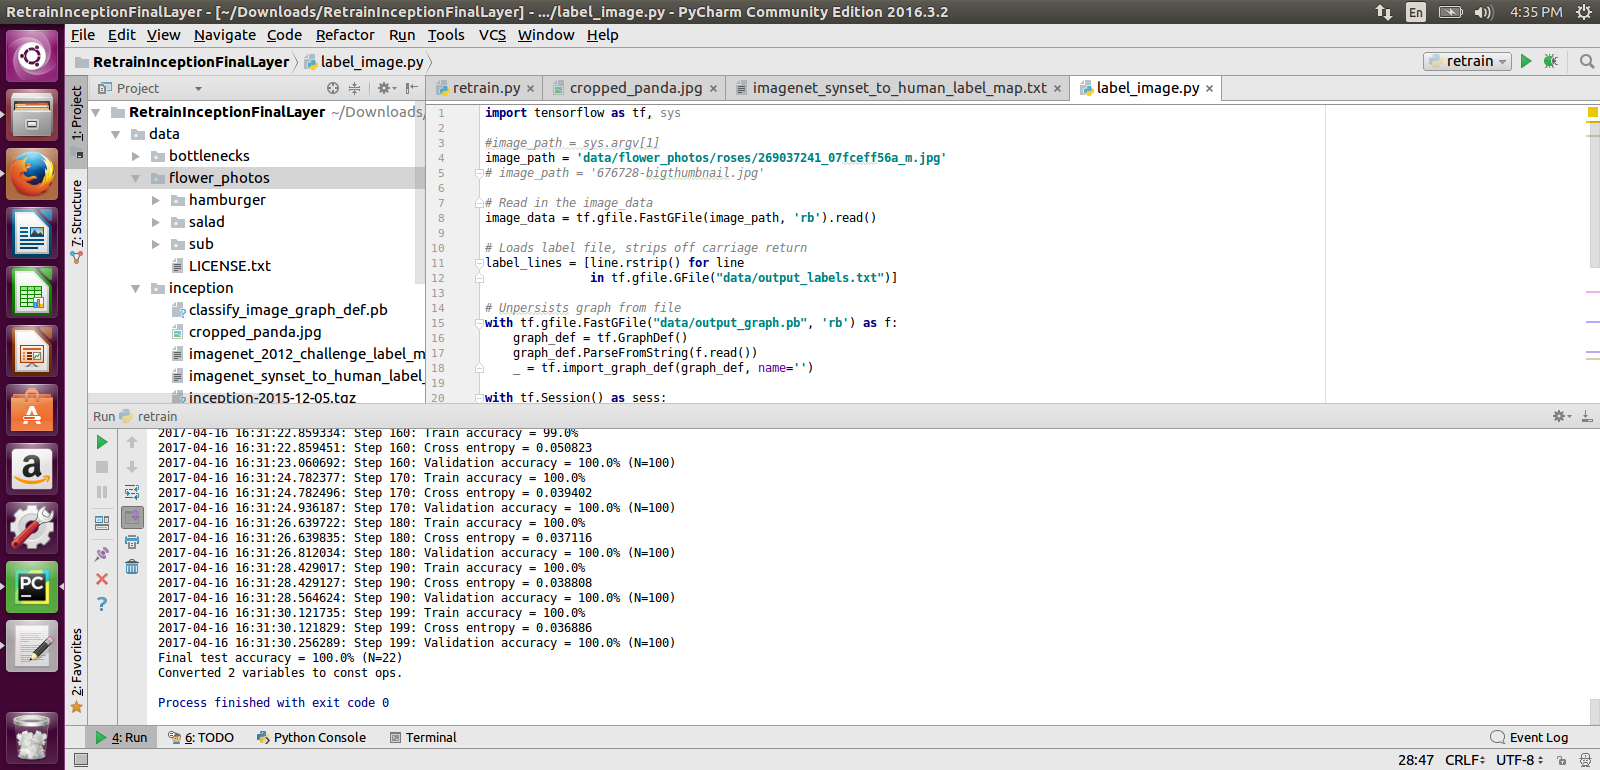 RetrainInceptionFinalLayer - [~/Downloads/RetrainInceptionFinalLayer] - .../label_image.py - PyCharm Community Edition 2016.3.2
En
4:35 PM
File Edit View Navigate Code Refactor Run Tools VCS Window Help
RetrainInceptionFinalLayer label_image.py
retrain
Project
retrain.py × cropped_panda.jpg × imagenet_synset_to_human_label_map.txt × label_image.py ×
1: Project
7: Structure
2: Favorites
RetrainInceptionFinalLayer ~/Downloads/
data
bottlenecks
flower_photos
hamburger
salad
sub
LICENSE.txt
inception
classify_image_graph_def.pb
cropped_panda.jpg
imagenet_2012_challenge_label_m
imagenet_synset_to_human_label_
inception-2015-12-05.tgz
1 import tensorflow as tf, sys
2
3 #image_path = sys.argv[1]
4 image_path = 'data/flower_photos/roses/269037241_07fceff56a_m.jpg'
5 # image_path = '676728-bigthumbnail.jpg'
6
7 # Read in the image_data
8 image_data = tf.gfile.FastGFile(image_path, 'rb').read()
9
10 # Loads label file, strips off carriage return
11 label_lines = [line.rstrip() for line
12 in tf.gfile.GFile("data/output_labels.txt")]
13
14 # Unpersists graph from file
15 with tf.gfile.FastGFile("data/output_graph.pb", 'rb') as f:
16 graph_def = tf.GraphDef()
17 graph_def.ParseFromString(f.read())
18 _ = tf.import_graph_def(graph_def, name='')
19
20 with tf.Session() as sess:
Run retrain
2017-04-16 16:31:22.859334: Step 160: Train accuracy = 99.0%
2017-04-16 16:31:22.859451: Step 160: Cross entropy = 0.050823
2017-04-16 16:31:23.060692: Step 160: Validation accuracy = 100.0% (N=100)
2017-04-16 16:31:24.782377: Step 170: Train accuracy = 100.0%
2017-04-16 16:31:24.782496: Step 170: Cross entropy = 0.039402
2017-04-16 16:31:24.936187: Step 170: Validation accuracy = 100.0% (N=100)
2017-04-16 16:31:26.639722: Step 180: Train accuracy = 100.0%
2017-04-16 16:31:26.639835: Step 180: Cross entropy = 0.037116
2017-04-16 16:31:26.812034: Step 180: Validation accuracy = 100.0% (N=100)
2017-04-16 16:31:28.429017: Step 190: Train accuracy = 100.0%
2017-04-16 16:31:28.429127: Step 190: Cross entropy = 0.038808
2017-04-16 16:31:28.564624: Step 190: Validation accuracy = 100.0% (N=100)
2017-04-16 16:31:30.121735: Step 199: Train accuracy = 100.0%
2017-04-16 16:31:30.121829: Step 199: Cross entropy = 0.036886
2017-04-16 16:31:30.256289: Step 199: Validation accuracy = 100.0% (N=100)
Final test accuracy = 100.0% (N=22)
Converted 2 variables to const ops.
Process finished with exit code 0
PC
4: Run 6: TODO Python Console Terminal Event Log
28:47 CRLF UTF-8